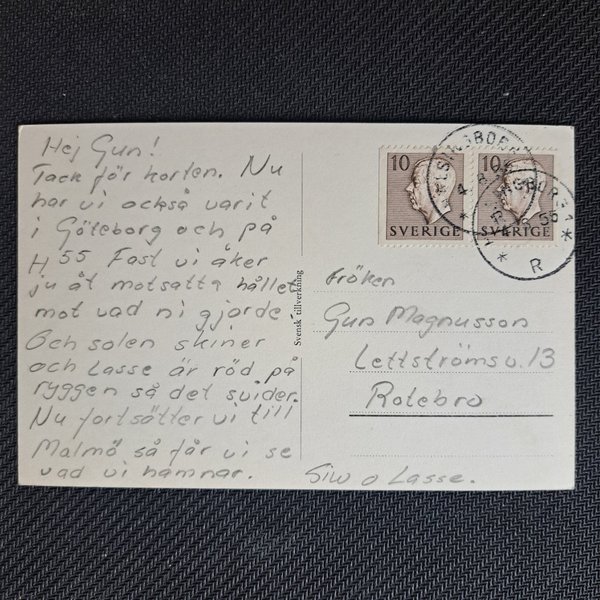 Hej Gun!
Tack för korten. Nu
har vi också varit
i Göteborg och på
H 55 Fast vi åker
ju åt motsatta hållet
mot vad ni gjorde
Och solen skiner
och Lasse är röd på
ryggen så det svider.
Nu fortsätter vi till
Malmö så får vi se
vad vi hamnar.
Siw o Lasse.
Svensk tillverkning
10
SVERIGE
10
SVERIGE
R
Fröken
Gun Magnusson
Lettströmsv. 13
Rotebro